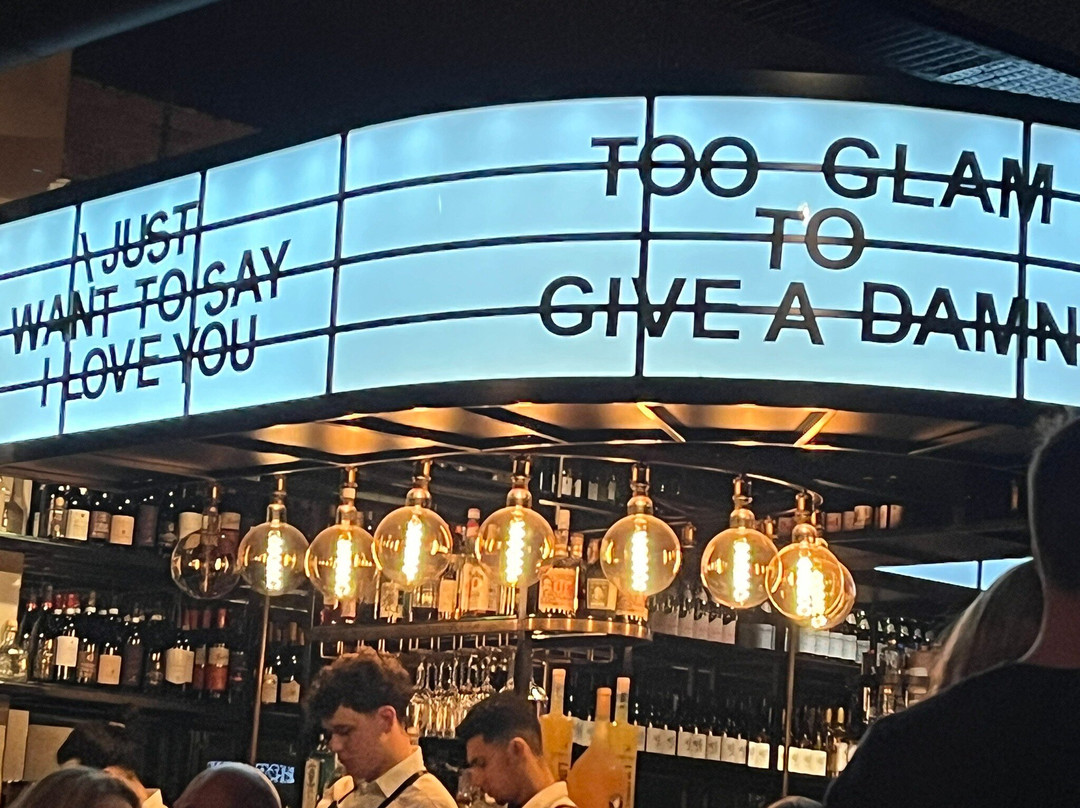 I JUST
WANT TO SAY
I LOVE YOU
TOO GLAM
TO
GIVE A DAMN